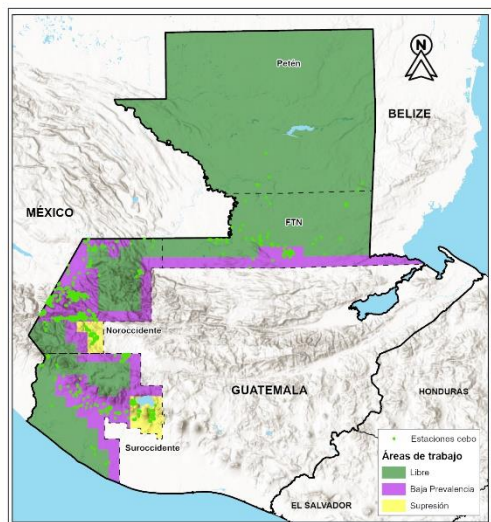 N
Petén
BELIZE
MÉXICO
FTN
Noroccidente
GUATEMALA
HONDURAS
Suroccidente
EL SALVADOR
Estaciones cebo
Áreas de trabajo
Libre
Baja Prevalencia
Supresión